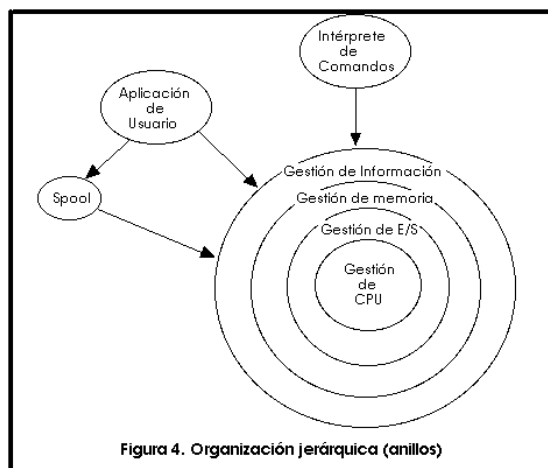 Intérprete
de
Comandos
Aplicación
de
Usuario
Spool
Gestión de Información
Gestión de memoria
Gestión de E/S
Gestión
de
CPU
Figura 4. Organización jerárquica (anillos)